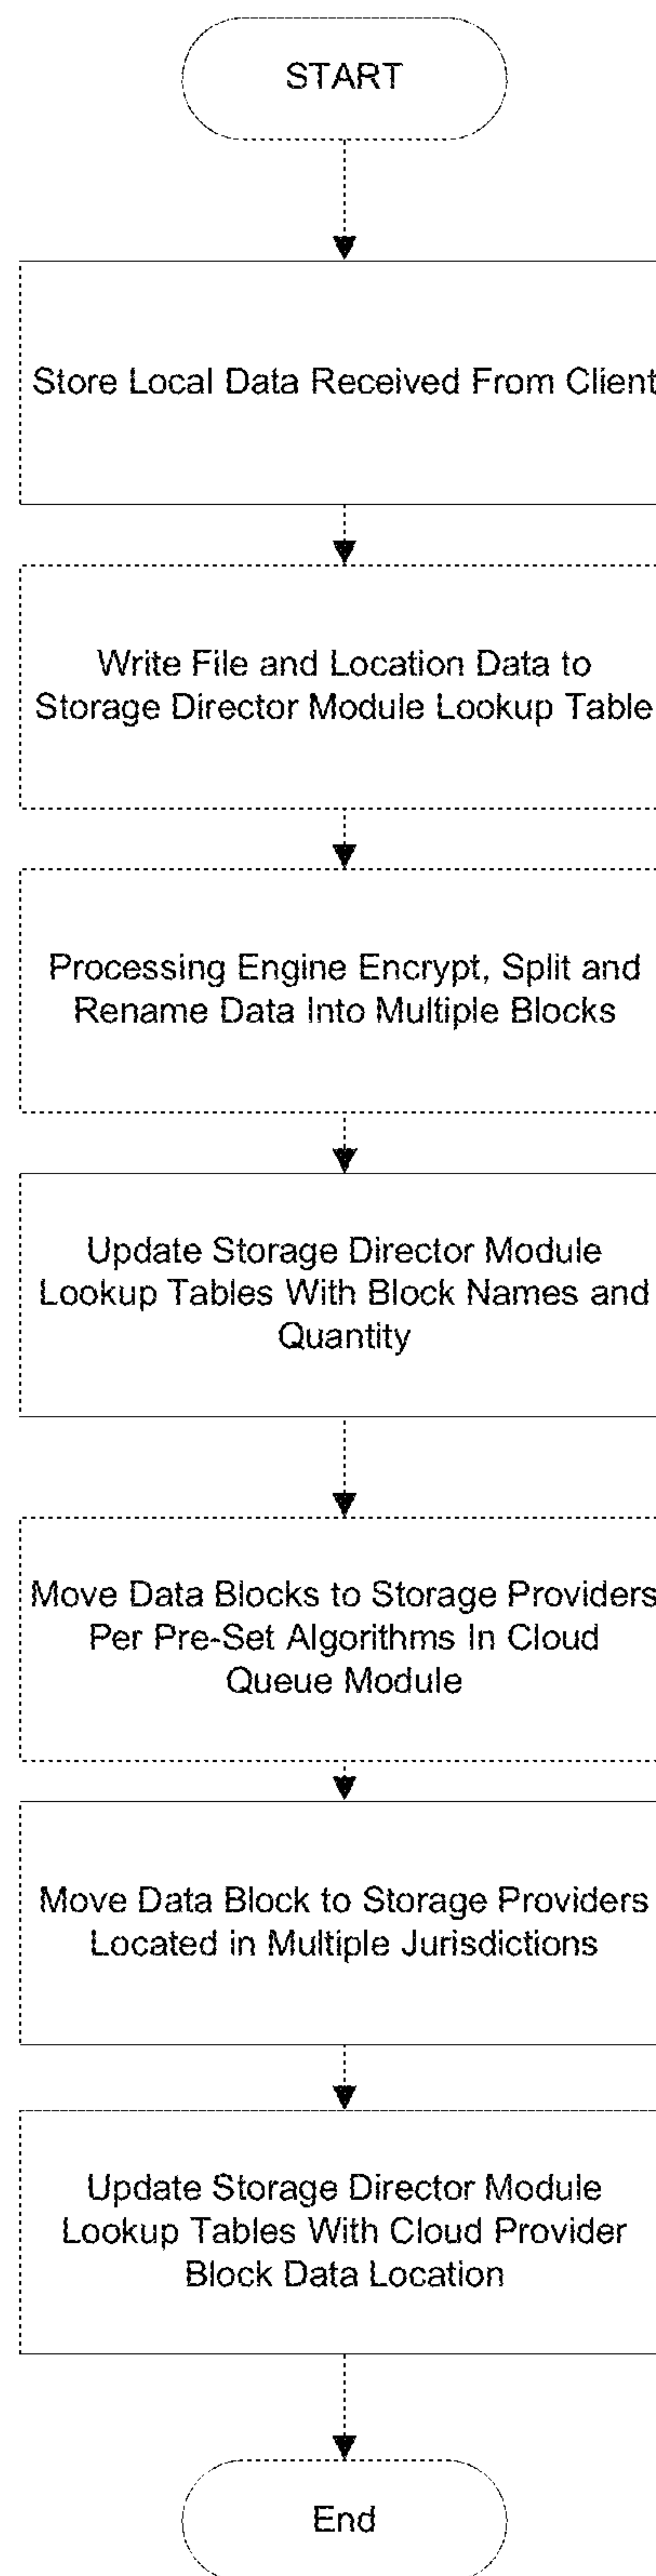 START
Store Local Data Received From Client
Write File and Location Data to
Storage Director Module Lookup Table
Processing Engine Encrypt, Split and
Rename Data Into Multiple Blocks
Update Storage Director Module
Lookup Tables With Block Names and
Quantity
Move Data Blocks to Storage Providers
Per Pre-Set Algorithms In Cloud
Queue Module
Move Data Block to Storage Providers
Located in Multiple Jurisdictions
Update Storage Director Module
Lookup Tables With Cloud Provider
Block Data Location
End